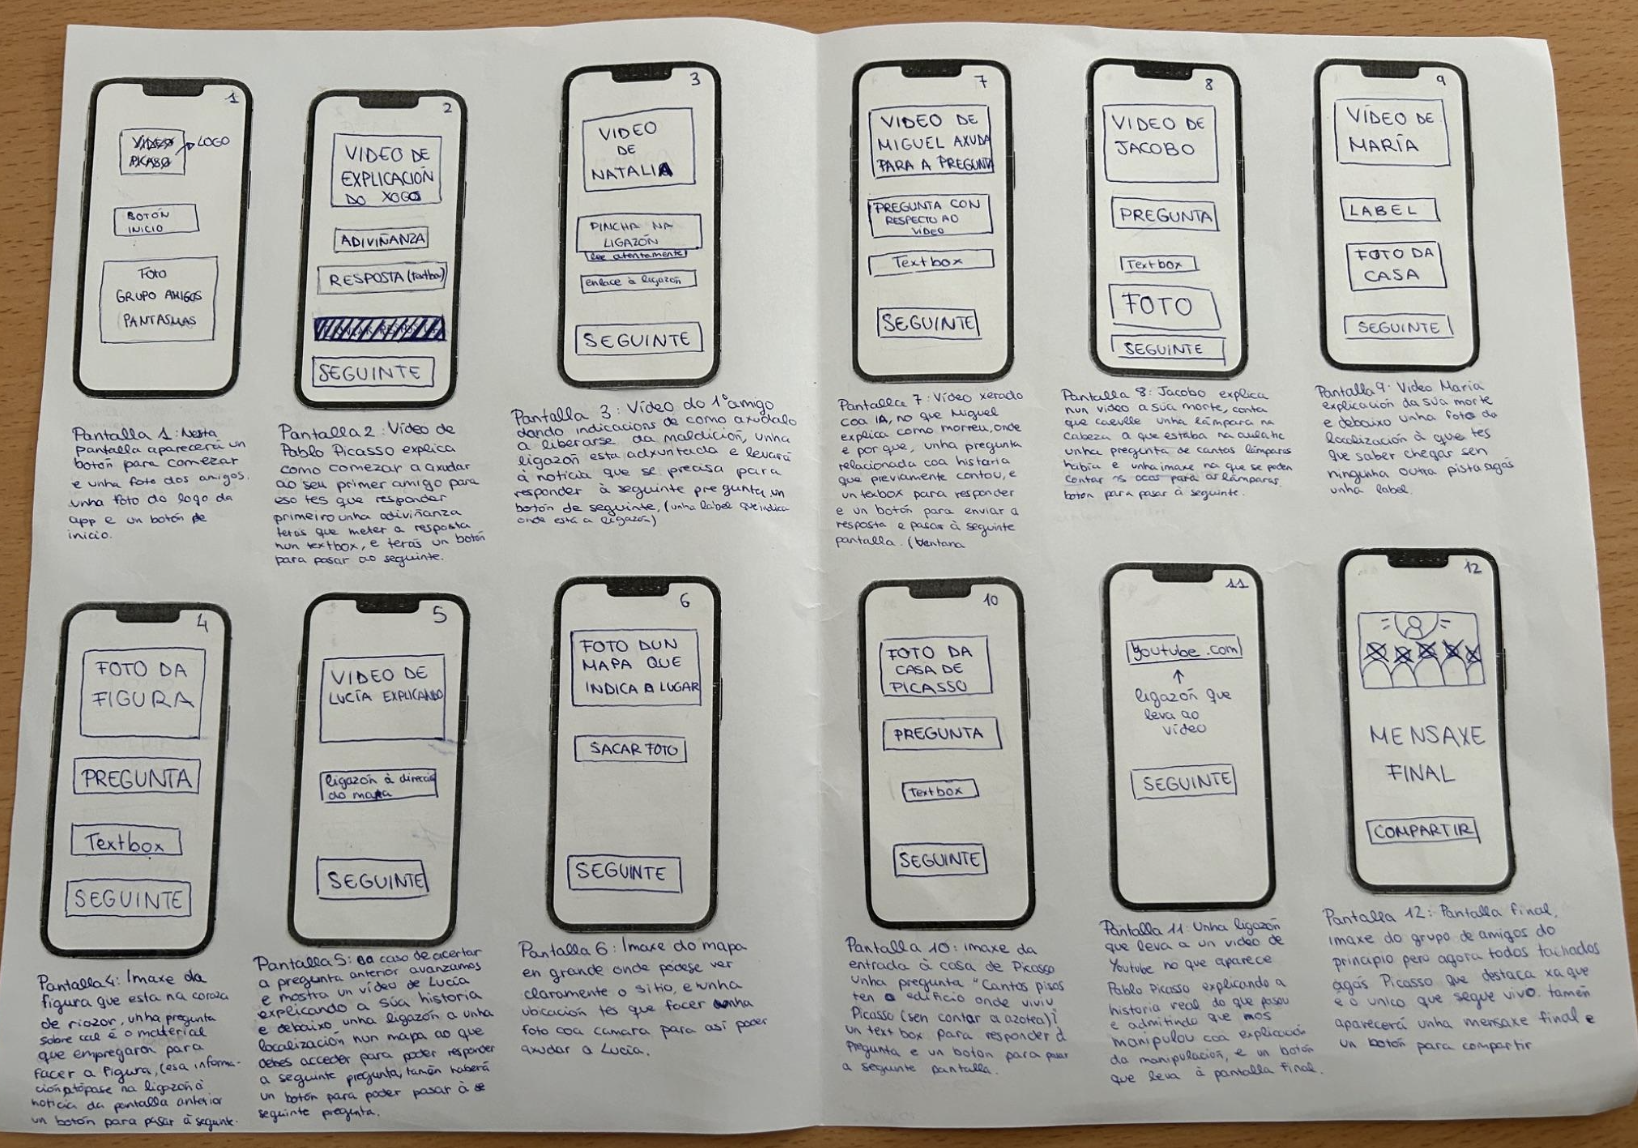 1
VIDEO
PICASO
LOGO
BOTÓN
INICIO
FOTO
GRUPO AMIGOS
PANTASMAS
Pantalla 1: Nesta
pantalla aparecerá un
botón para comezar
e unha foto dos amigos.
unha foto do logo da
app e un botón de
inicio.
2
VIDEO DE
EXPLICACIÓN
DO XOGO
ADIVIÑANZA
RESPOSTA (textbox)
SEGUINTE
Pantalla 2: Vídeo de
Pablo Picasso explica
como comezar a axudar
ao seu primer amigo para
eso tes que responder
primeiro unha adiviñanza
terás que meter a resposta
nun textbox, e terás un botón
para pasar ao seguinte.
3
VIDEO
DE
NATALIA
PINCHA NA
LIGAZÓN
lee atentamente
enlace á ligazón
SEGUINTE
Pantalla 3: Vídeo do 1º amigo
dando indicacions de como axudalo
a liberarse da maldición, unha
ligazón esta adxuntada e levará
á noticia que se precisa para
responder á seguinte pregunta, un
botón de seguinte, (unha label que indica
onde está a ligazón)
7
VIDEO DE
MIGUEL AXUDA
PARA A PREGUNTA
PREGUNTA CON
RESPECTO AO
VIDEO
Textbox
SEGUINTE
Pantalla 7: Vídeo xerado
coa IA, no que Miguel
explica como morreu, onde
e por que, unha pregunta
relacionada coa historia
que previamente contou, e
un texbox para responder
e un botón para enviar a
resposta e pasar á seguinte
pantalla. (Ventana
8
VIDEO DE
JACOBO
PREGUNTA
Textbox
FOTO
SEGUINTE
Pantalla 8: Jacobo explica
nun video a súa morte, conta
que caeulle unha lámpara na
cabeza a que estaba na aula he
unha pregunta de cantas lámparas
había e unha imaxe na que se poden
contar os ocos para as lámparas,
botón para pasar á seguinte.
9
VÍDEO DE
MARÍA
LABEL
FOTO DA
CASA
SEGUINTE
Pantalla 9: Video María
explicación da súa morte
e debaixo unha foto da
localización á que tes
que saber chegar sen
ninguna outra pista agás
unha label.
4
FOTO DA
FIGURA
PREGUNTA
Textbox
SEGUINTE
Pantalla 4: Imaxe da
figura que esta na coraza
de riazor, unha pregunta
sobre cal é o material
que empregaron para
facer a figura, (esa informa-
ción atópase na ligazón á
noticia da pantalla anterior
un botón para pasar á seguinte.
5
VIDEO DE
LUCÍA EXPLICANDO
ligazón á dirección
do mapa
SEGUINTE
Pantalla 5: no caso de acertar
a pregunta anterior avanzamos
e mostra un vídeo de Lucía
explicando a súa historia
e debaixo unha ligazón a unha
localización nun mapa ao que
debes acceder para poder responder
a seguinte pregunta, tamén haberá
un botón para poder pasar á
seguinte pregunta.
6
FOTO DUN
MAPA QUE
INDICA O LUGAR
SACAR FOTO
SEGUINTE
Pantalla 6: Imaxe do mapa
en grande onde pódese ver
claramente o sitio, e unha
ubicación tes que facer unha
foto coa camara para así poder
axudar a Lucía.
10
FOTO DA
CASA DE
PICASSO
PREGUNTA
Textbox
SEGUINTE
Pantalla 10: imaxe da
entrada á casa de Picasso
unha pregunta "Cantos pisos
ten o edificio onde viviu
Picasso (sen contar a azotea)¿
un text box para responder á
Pregunta e un botón para pasar
a seguinte pantalla.
11
Youtube.com
ligazón que
leva ao
vídeo
SEGUINTE
Pantalla 11: Unha ligazón
que leva a un video de
Youtube no que aparece
Pablo Picasso explicando a
historia real do que pasou
e admitindo que nos
manipulou coa explicación
da manipulación, e un botón
que leva á pantalla final.
12
MENSAXE
FINAL
COMPARTIR
Pantalla 12: Pantalla final,
imaxe do grupo de amigos do
principio pero agora todos tachados
agás Picasso que destaca xa que
e o unico que segue vivo. tamén
aparecerá unha mensaxe final e
un botón para compartir